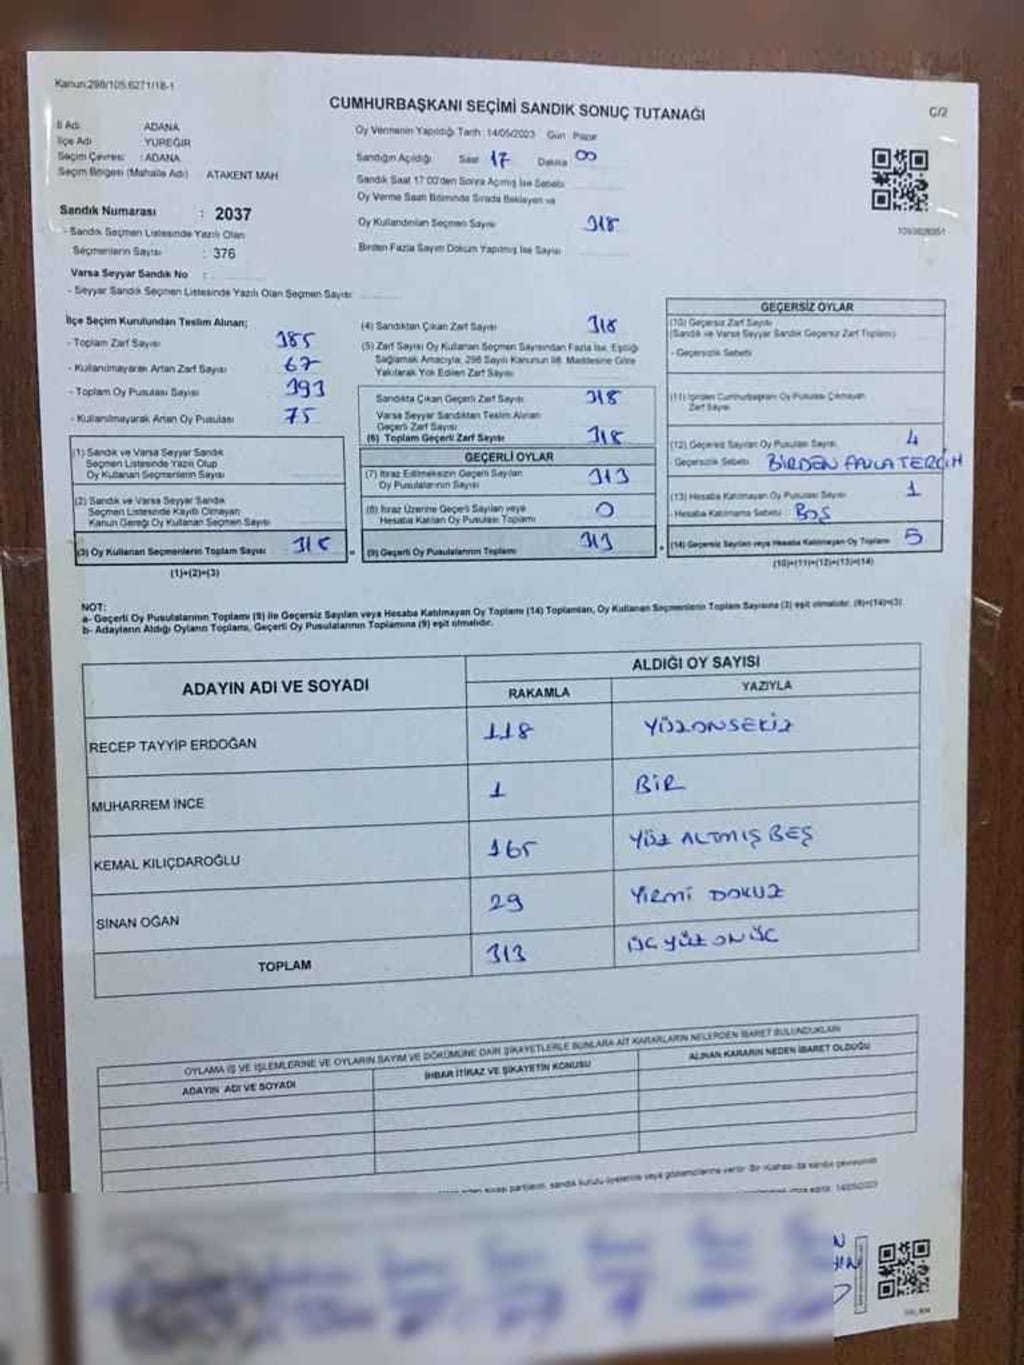 Kanun:298/105,6271/18-1
CUMHURBAŞKANI SEÇİMİ SANDIK SONUÇ TUTANAĞI
C/2
İl Adı ADANA
İlçe Adı YÜREĞİR
Seçim Çevresi : ADANA
Seçim Bölgesi (Mahalle Adı) ATAKENT MAH
Sandık Numarası : 2037
- Sandık Seçmen Listesinde Yazılı Olan
Seçmenlerin Sayısı : 376
Varsa Seyyar Sandık No :
- Seyyar Sandık Seçmen Listesinde Yazılı Olan Seçmen Sayısı:
Oy Vermenin Yapıldığı Tarih : 14/05/2023 Gün Pazar
Sandığın Açıldığı Saat 17 Dakika 00
Sandık Saat 17:00'den Sonra Açılmış İse Sebebi
Oy Verme Saati Bitiminde Sırada Bekleyen ve
Oy Kullandırılan Seçmen Sayısı 318
Birden Fazla Sayım Döküm Yapılmış İse Sayısı
İlçe Seçim Kurulundan Teslim Alınan;
- Toplam Zarf Sayısı 385
- Kullanılmayarak Artan Zarf Sayısı 67
- Toplam Oy Pusulası Sayısı 393
- Kullanılmayarak Artan Oy Pusulası 75
(1) Sandık ve Varsa Seyyar Sandık
Seçmen Listesinde Yazılı Olup
Oy Kullanan Seçmenlerin Sayısı
(2) Sandık ve Varsa Seyyar Sandık
Seçmen Listesinde Kayıtlı Olmayan
Kanun Gereği Oy Kullanan Seçmen Sayısı
(3) Oy Kullanan Seçmenlerin Toplam Sayısı 318
(1)+(2)=(3)
(4) Sandıktan Çıkan Zarf Sayısı 318
(5) Zarf Sayısı Oy Kullanan Seçmen Sayısından Fazla İse, Eşitliği
Sağlamak Amacıyla, 298 Sayılı Kanunun 98. Maddesine Göre
Yakılarak Yok Edilen Zarf Sayısı
Sandıkta Çıkan Geçerli Zarf Sayısı 318
Varsa Seyyar Sandıktan Teslim Alınan
Geçerli Zarf Sayısı
(6) Toplam Geçerli Zarf Sayısı 318
GEÇERLİ OYLAR
(7) İtiraz Edilmeksizin Geçerli Sayılan
Oy Pusulalarının Sayısı 313
(8) İtiraz Üzerine Geçerli Sayılan veya
Hesaba Katılan Oy Pusulası Toplamı 0
(9) Geçerli Oy Pusulalarının Toplamı 313
GEÇERSİZ OYLAR
(10) Geçersiz Zarf Sayısı
(Sandık ve Varsa Seyyar Sandık Geçersiz Zarf Toplamı)
- Geçersizlik Sebebi
(11) İçinden Cumhurbaşkanı Oy Pusulası Çıkmayan
Zarf Sayısı
(12) Geçersiz Sayılan Oy Pusulası Sayısı 4
Geçersizlik Sebebi BİRDEN FAZLA TERCİH
(13) Hesaba Katılmayan Oy Pusulası Sayısı 1
- Hesaba Katılmama Sebebi BOŞ
(14) Geçersiz Sayılan veya Hesaba Katılmayan Oy Toplamı 5
(10)+(11)+(12)+(13)=(14)
NOT:
a- Geçerli Oy Pusulalarının Toplamı (9) ile Geçersiz Sayılan veya Hesaba Katılmayan Oy Toplamı (14) Toplamları, Oy Kullanan Seçmenlerin Toplam Sayısına (3) eşit olmalıdır. (9)+(14)=(3)
b- Adayların Aldığı Oyların Toplamı, Geçerli Oy Pusulalarının Toplamına (9) eşit olmalıdır.
ADAYIN ADI VE SOYADI ALDIĞI OY SAYISI
RAKAMLA YAZIYLA
RECEP TAYYİP ERDOĞAN 118 YÜZONSEKİZ
MUHARREM İNCE 1 BİR
KEMAL KILIÇDAROĞLU 165 YÜZ ALTMIŞ BEŞ
SİNAN OĞAN 29 YİRMİ DOKUZ
TOPLAM 313 ÜÇ YÜZ ON ÜÇ
OYLAMA İŞ VE İŞLEMLERİNE VE OYLARIN SAYIM VE DÖKÜMÜNE DAİR ŞİKAYETLERLE BUNLARA AİT KARARLARIN NELERDEN İBARET BULUNDUKLARI
ADAYIN ADI VE SOYADI İHBAR İTİRAZ VE ŞİKAYETİN KONUSU ALINAN KARARIN NEDEN İBARET OLDUĞU
siyasi partilerin, sandık kurulu üyelerine veya gözlemcilerine verilir. Bir nüshası da sandık çevresinde
14/05/2023